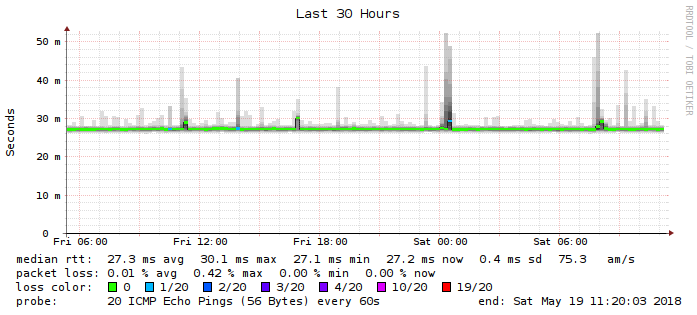 Last 30 Hours
RRDTOOL / TOBI OETIKER
Seconds
50 m
40 m
30 m
20 m
10 m
0
Fri 06:00 Fri 12:00 Fri 18:00 Sat 00:00 Sat 06:00
median rtt: 27.3 ms avg 30.1 ms max 27.1 ms min 27.2 ms now 0.4 ms sd 75.3 am/s
packet loss: 0.01 % avg 0.42 % max 0.00 % min 0.00 % now
loss color: 0 1/20 2/20 3/20 4/20 10/20 19/20
probe: 20 ICMP Echo Pings (56 Bytes) every 60s end: Sat May 19 11:20:03 2018